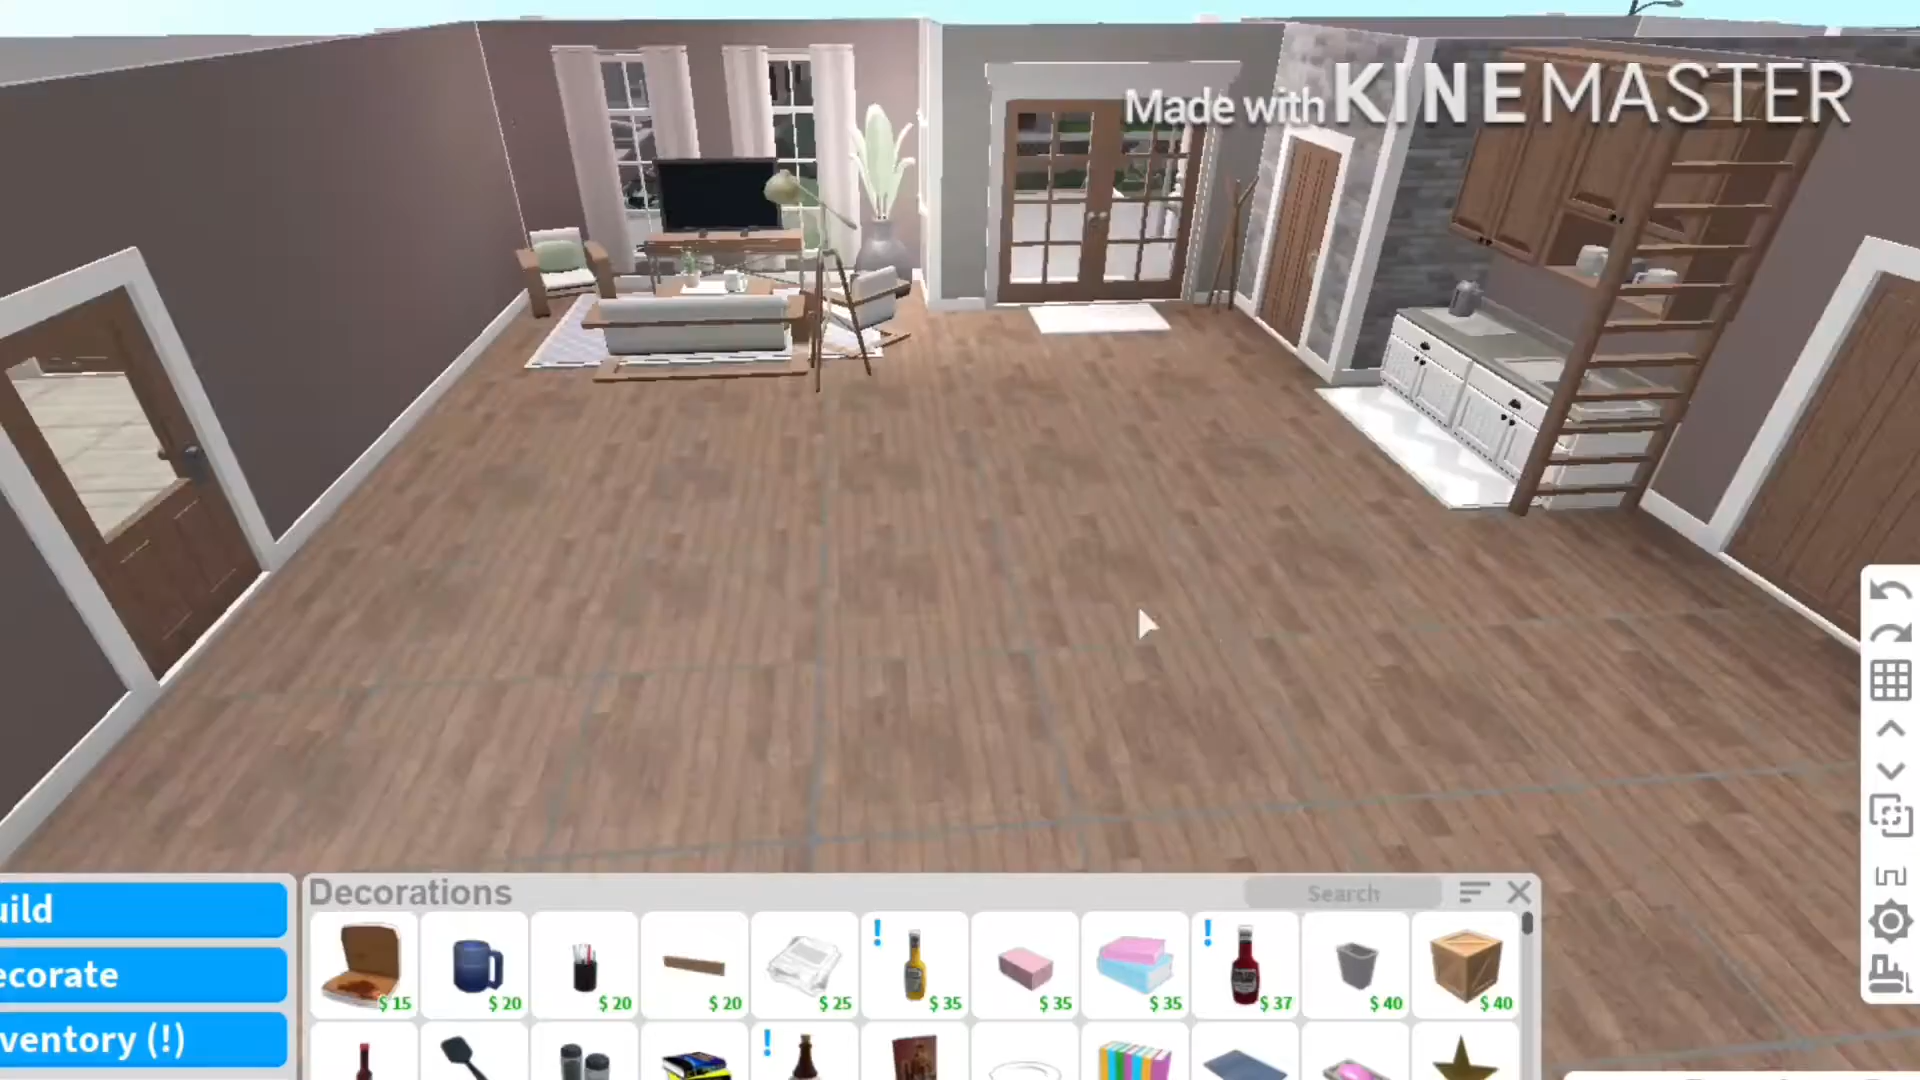 Made with KINEMASTER
uild
ecorate
ventory (!)
Decorations
Search
$15
$20
$20
$20
$25
! $35
$35
$35
! $37
$40
$40
!